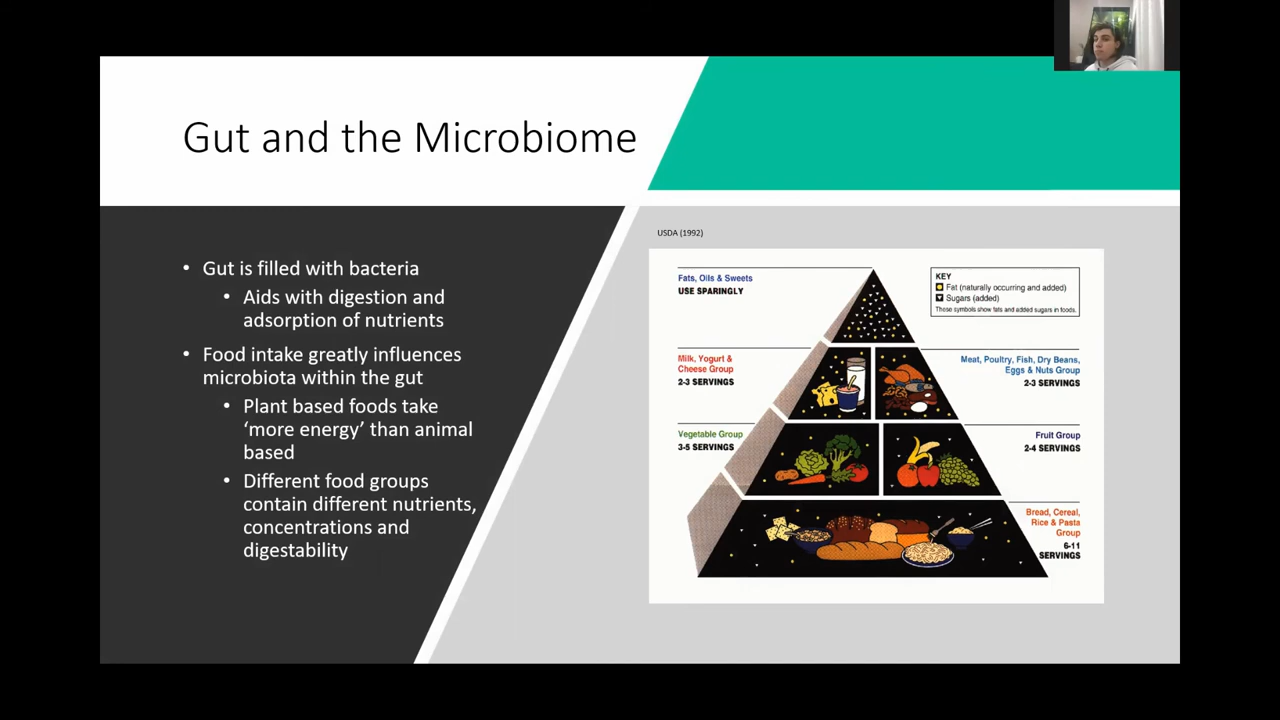 Gut and the Microbiome
• Gut is filled with bacteria
• Aids with digestion and
adsorption of nutrients
• Food intake greatly influences
microbiota within the gut
• Plant based foods take
‘more energy’ than animal
based
• Different food groups
contain different nutrients,
concentrations and
digestability
USDA (1992)
Fats, Oils & Sweets
USE SPARINGLY
KEY
Fat (naturally occurring and added)
Sugars (added)
These symbols show fats and added sugars in foods.
Milk, Yogurt &
Cheese Group
2-3 SERVINGS
Meat, Poultry, Fish, Dry Beans,
Eggs & Nuts Group
2-3 SERVINGS
Vegetable Group
3-5 SERVINGS
Fruit Group
2-4 SERVINGS
Bread, Cereal,
Rice & Pasta
Group
6-11
SERVINGS